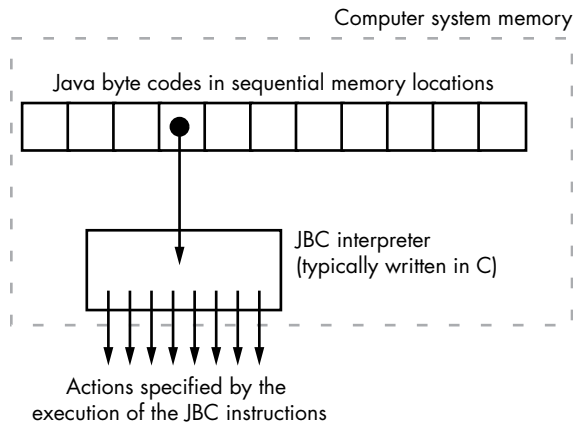 Computer system memory
Java byte codes in sequential memory locations
JBC interpreter
(typically written in C)
Actions specified by the
execution of the JBC instructions